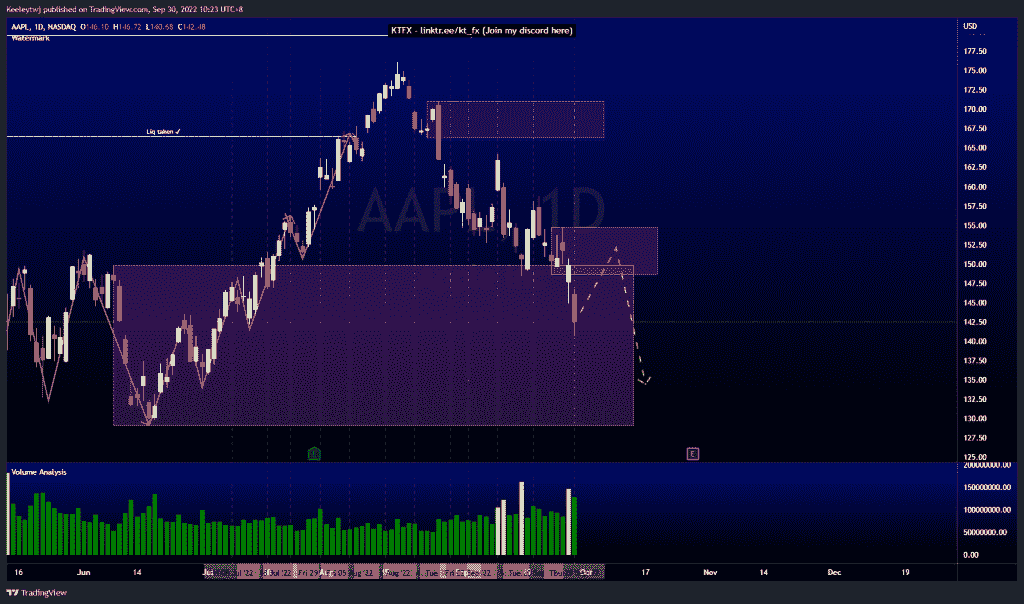 Keeleytwj published on TradingView.com, Sep 30, 2022 10:23 UTC+8
AAPL, 1D, NASDAQ O146.10 H146.72 L140.68 C142.48
Watermark
KTFX - linktr.ee/kt_fx (Join my discord here)
USD
177.50
175.00
172.50
170.00
Liq taken ✓
167.50
165.00
162.50
160.00
AAPL, 1D
157.50
155.00
152.50
150.00
147.50
145.00
142.50
140.00
137.50
135.00
132.50
130.00
127.50
E
125.00
Volume Analysis
200000000.00
150000000.00
100000000.00
50000000.00
0.00
16 Jun 14 17 Nov 14 Dec 19
TradingView